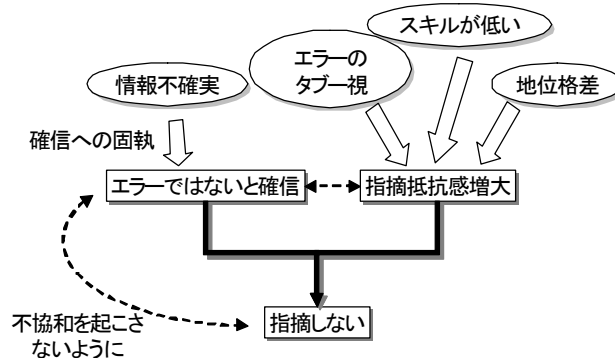 スキルが低い
エラーの
タブー視
情報不確実
地位格差
確信への固執
エラーではないと確信
指摘抵抗感増大
不協和を起こさ
ないように
指摘しない